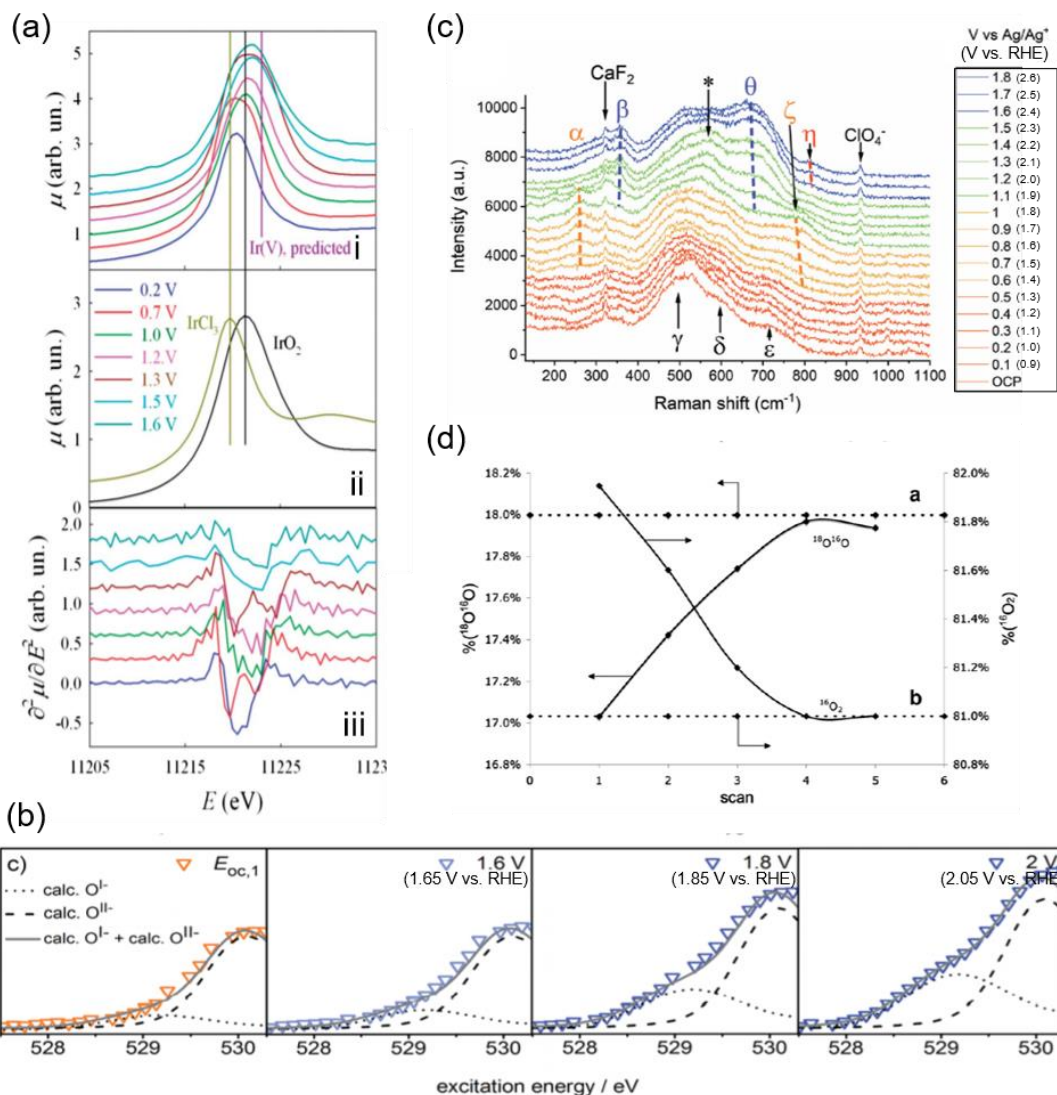 (a)
5
4
3
2
1
μ (arb. un.)
Ir(V), predicted
i
3
2
1
0
μ (arb. un.)
IrCl₃
IrO₂
0.2 V
0.7 V
1.0 V
1.2 V
1.3 V
1.5 V
1.6 V
ii
2.0
1.5
1.0
0.5
0.0
-0.5
∂²μ/∂E² (arb. un.)
iii
11205 11215 11225 1123
E (eV)
(c)
V vs Ag/Ag⁺
(V vs. RHE)
1.8 (2.6)
1.7 (2.5)
1.6 (2.4)
1.5 (2.3)
1.4 (2.2)
1.3 (2.1)
1.2 (2.0)
1.1 (1.9)
1 (1.8)
0.9 (1.7)
0.8 (1.6)
0.7 (1.5)
0.6 (1.4)
0.5 (1.3)
0.4 (1.2)
0.3 (1.1)
0.2 (1.0)
0.1 (0.9)
OCP
10000
8000
6000
4000
2000
0
Intensity (a.u.)
α
CaF₂
β
*
θ
ζ
η
ClO₄⁻
γ
δ
ε
200 300 400 500 600 700 800 900 1000 1100
Raman shift (cm⁻¹)
(d)
18.2%
18.0%
17.8%
17.6%
17.4%
17.2%
17.0%
16.8%
%(¹⁸O¹⁶O)
a
¹⁸O¹⁶O
b
¹⁶O₂
82.0%
81.8%
81.6%
81.4%
81.2%
81.0%
80.8%
%(¹⁶O₂)
0 1 2 3 4 5 6
scan
(b)
c)
E oc,1
calc. Oᴵ⁻
calc. Oᴵᴵ⁻
calc. Oᴵ⁻ + calc. Oᴵᴵ⁻
1.6 V
(1.65 V vs. RHE)
1.8 V
(1.85 V vs. RHE)
2 V
(2.05 V vs. RHE)
528 529 530 528 529 530 528 529 530 528 529 530
excitation energy / eV